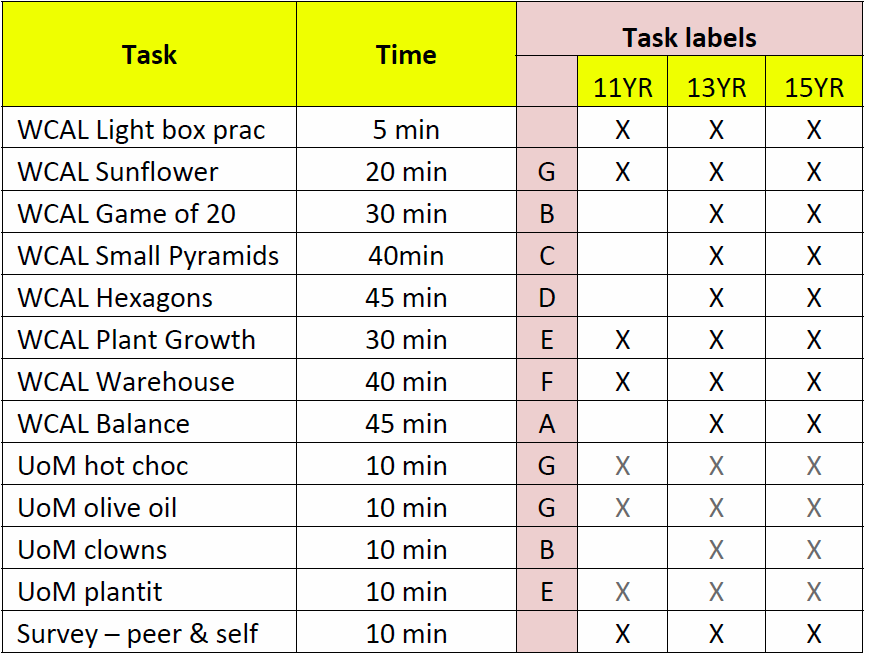 Task Time Task labels
11YR 13YR 15YR
WCAL Light box prac 5 min X X X
WCAL Sunflower 20 min G X X X
WCAL Game of 20 30 min B X X
WCAL Small Pyramids 40min C X X
WCAL Hexagons 45 min D X X
WCAL Plant Growth 30 min E X X X
WCAL Warehouse 40 min F X X X
WCAL Balance 45 min A X X
UoM hot choc 10 min G X X X
UoM olive oil 10 min G X X X
UoM clowns 10 min B X X
UoM plantit 10 min E X X X
Survey – peer & self 10 min X X X